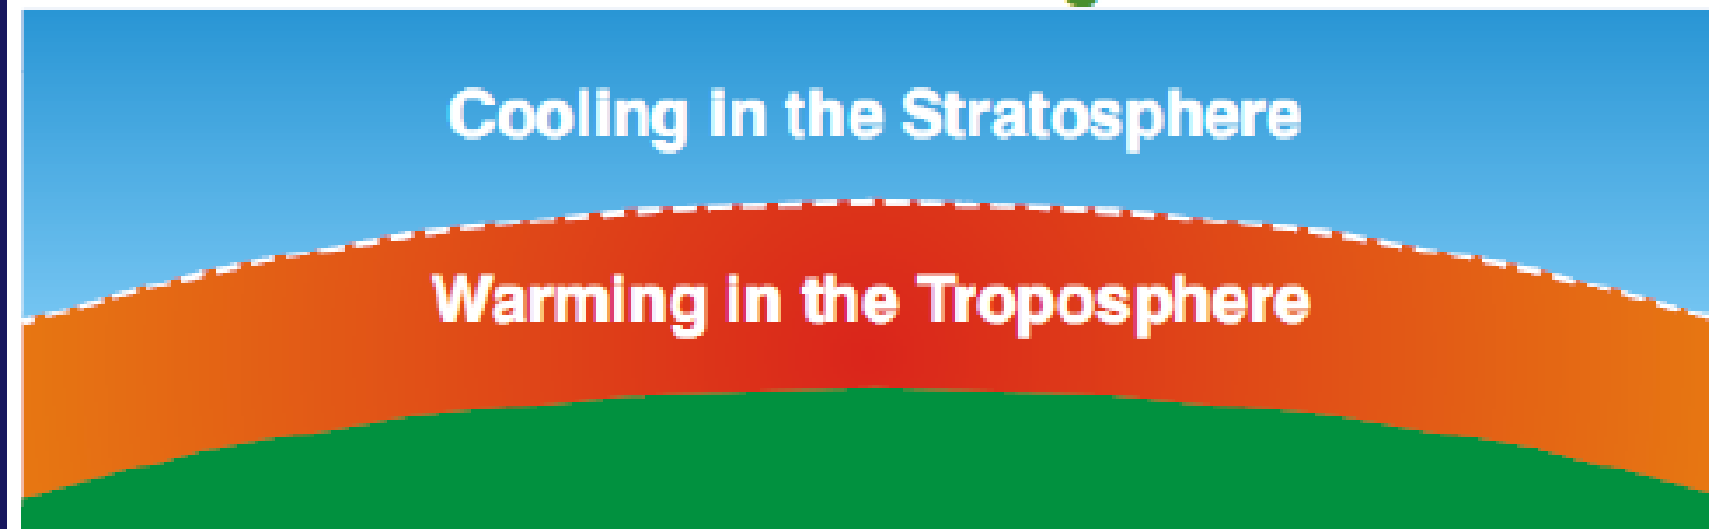 Cooling in the Stratosphere
Warming in the Troposphere